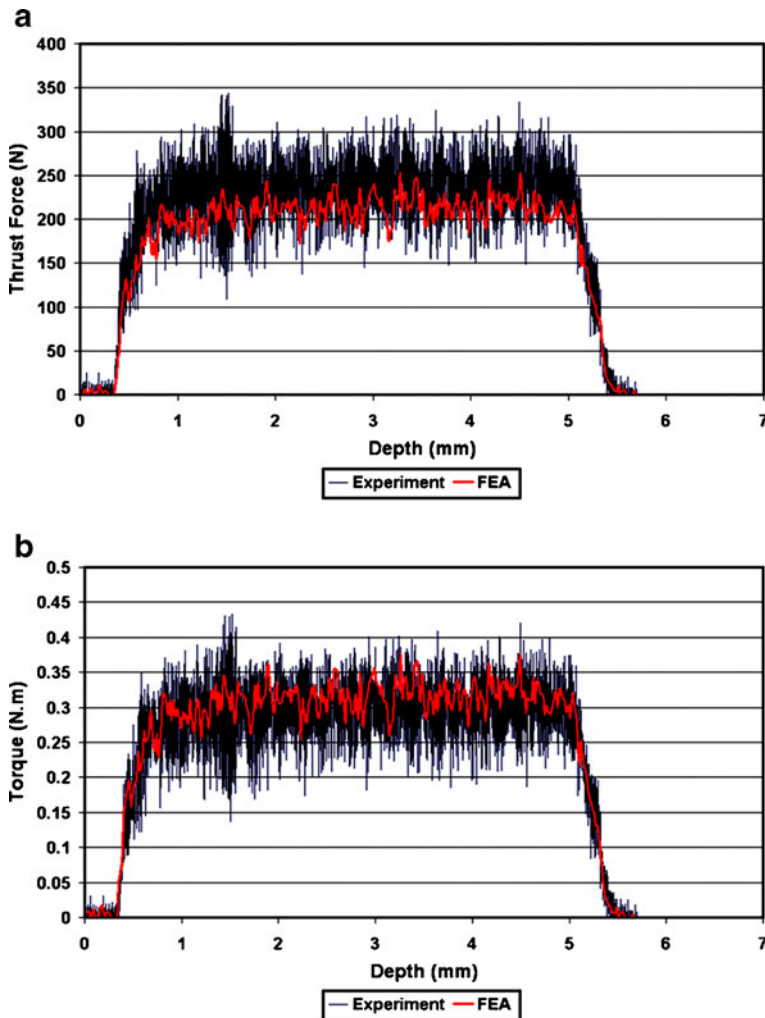 a
400
350
300
250
200
150
100
50
0
Thrust Force (N)
0 1 2 3 4 5 6 7
Depth (mm)
Experiment FEA
b
0.5
0.45
0.4
0.35
0.3
0.25
0.2
0.15
0.1
0.05
0
Torque (N.m)
0 1 2 3 4 5 6 7
Depth (mm)
Experiment FEA